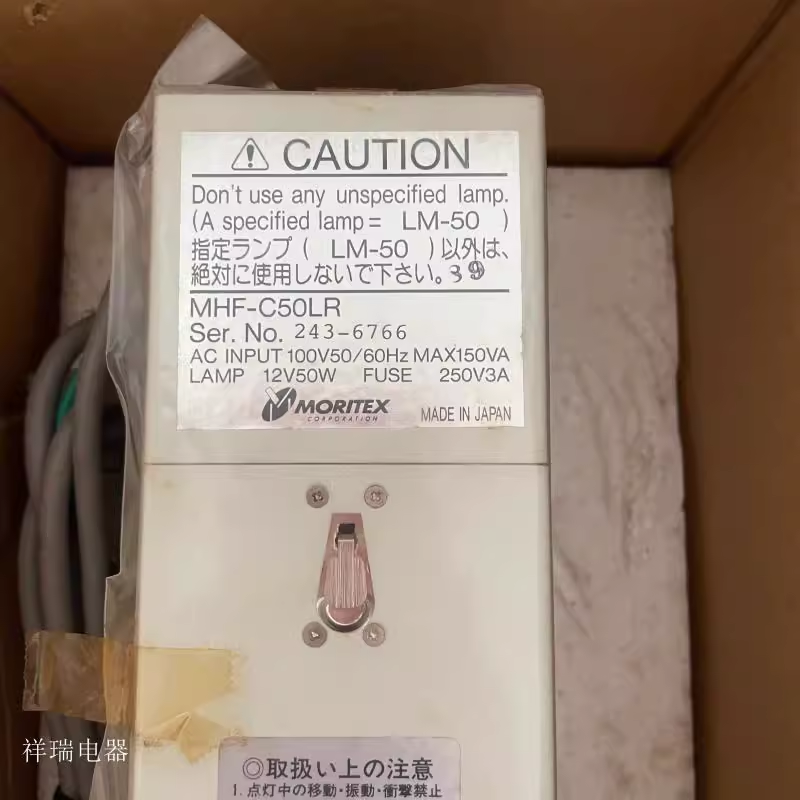 ⚠ CAUTION
Don't use any unspecified lamp.
(A specified lamp= LM-50 )
指定ランプ( LM-50 )以外は、
絶対に使用しないで下さい。39
MHF-C50LR
Ser. No. 243-6766
AC INPUT 100V50/60Hz MAX150VA
LAMP 12V50W FUSE 250V3A
MORITEX
CORPORATION
MADE IN JAPAN
祥瑞电器
◎取扱い上の注意
1.点灯中の移動・振動・衝撃禁止